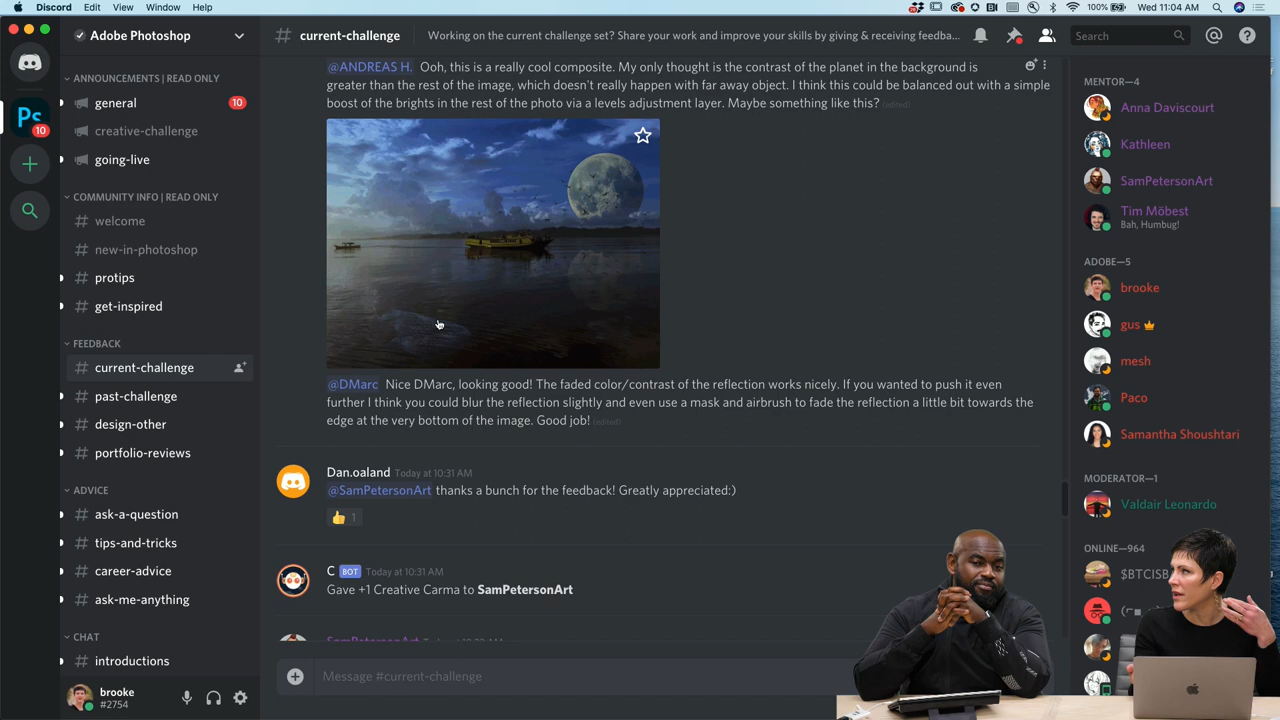 Discord Edit View Window Help
100% Wed 11:04 AM
Adobe Photoshop
# current-challenge
Working on the current challenge set? Share your work and improve your skills by giving & receiving feedba...
Search
10
ANNOUNCEMENTS | READ ONLY
general 10
creative-challenge
going-live
COMMUNITY INFO | READ ONLY
# welcome
# new-in-photoshop
# protips
# get-inspired
FEEDBACK
# current-challenge
# past-challenge
# design-other
# portfolio-reviews
ADVICE
# ask-a-question
# tips-and-tricks
# career-advice
# ask-me-anything
CHAT
# introductions
brooke
#2754
Ps
@ANDREAS H. Ooh, this is a really cool composite. My only thought is the contrast of the planet in the background is
greater than the rest of the image, which doesn't really happen with far away object. I think this could be balanced out with a simple
boost of the brights in the rest of the photo via a levels adjustment layer. Maybe something like this? (edited)
@DMarc Nice DMarc, looking good! The faded color/contrast of the reflection works nicely. If you wanted to push it even
further I think you could blur the reflection slightly and even use a mask and airbrush to fade the reflection a little bit towards the
edge at the very bottom of the image. Good job! (edited)
Dan.oaland Today at 10:31 AM
@SamPetersonArt thanks a bunch for the feedback! Greatly appreciated:)
👍 1
C BOT Today at 10:31 AM
Gave +1 Creative Carma to SamPetersonArt
SamPetersonArt
Message #current-challenge
MENTOR—4
Anna Daviscourt
Kathleen
SamPetersonArt
Tim Möbest
Bah, Humbug!
ADOBE—5
brooke
gus
mesh
Paco
Samantha Shoushtari
MODERATOR—1
Valdair Leonardo
ONLINE—964
$BTCISB